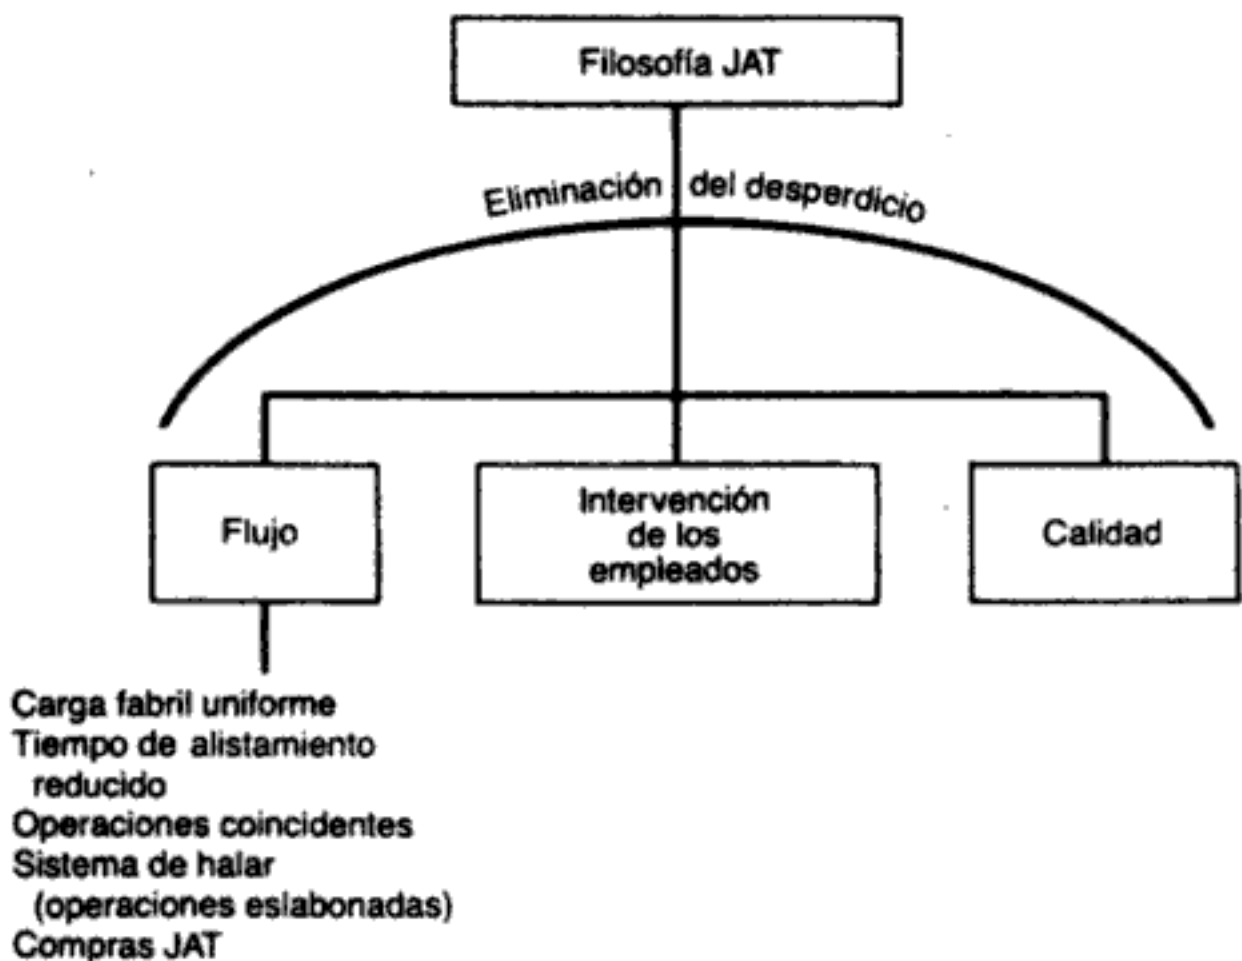 Filosofía JAT
Eliminación del desperdicio
Flujo
Intervención
de los
empleados
Calidad
Carga fabril uniforme
Tiempo de alistamiento
reducido
Operaciones coincidentes
Sistema de halar
(operaciones eslabonadas)
Compras JAT